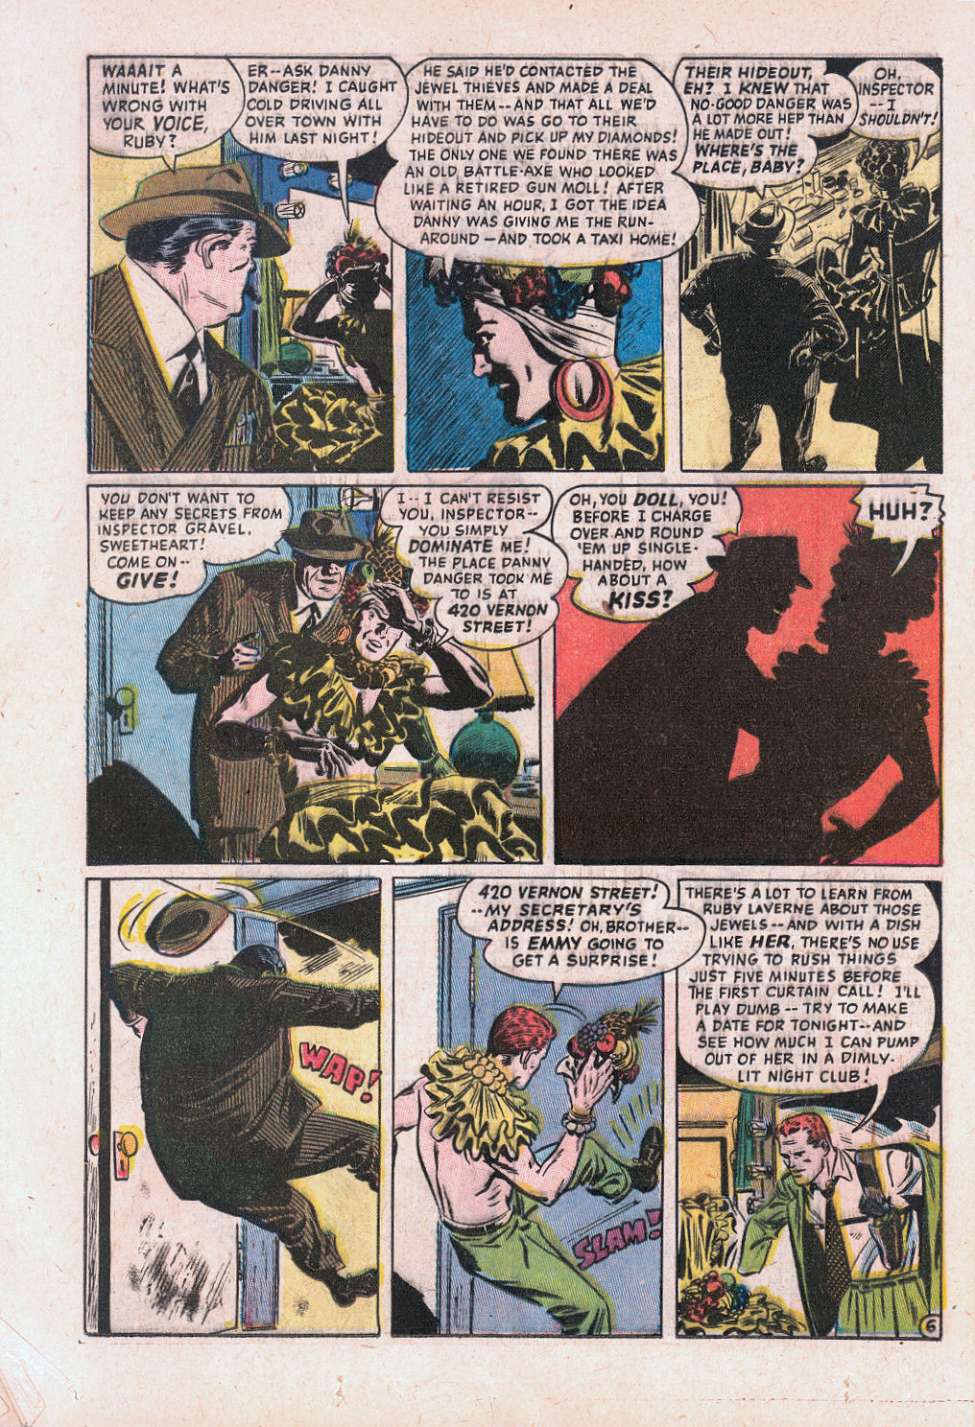 WAAAIT A
MINUTE! WHAT'S
WRONG WITH
YOUR VOICE,
RUBY?
ER--ASK DANNY
DANGER! I CAUGHT
COLD DRIVING ALL
OVER TOWN WITH
HIM LAST NIGHT!
HE SAID HE'D CONTACTED THE
JEWEL THIEVES AND MADE A DEAL
WITH THEM--AND THAT ALL WE'D
HAVE TO DO WAS GO TO THEIR
HIDEOUT AND PICK UP MY DIAMONDS!
THE ONLY ONE WE FOUND THERE WAS
AN OLD BATTLE-AXE WHO LOOKED
LIKE A RETIRED GUN MOLL! AFTER
WAITING AN HOUR, I GOT THE IDEA
DANNY WAS GIVING ME THE RUN-
AROUND--AND TOOK A TAXI HOME!
THEIR HIDEOUT,
EH? I KNEW THAT
NO-GOOD DANGER WAS
A LOT MORE HEP THAN
HE MADE OUT!
WHERE'S THE
PLACE, BABY?
OH,
INSPECTOR
--I
SHOULDN'T!
YOU DON'T WANT TO
KEEP ANY SECRETS FROM
INSPECTOR GRAVEL,
SWEETHEART!
COME ON--
GIVE!
I--I CAN'T RESIST
YOU, INSPECTOR--
YOU SIMPLY
DOMINATE ME!
THE PLACE DANNY
DANGER TOOK ME
TO IS AT
420 VERNON
STREET!
OH, YOU DOLL, YOU!
BEFORE I CHARGE
OVER AND ROUND
'EM UP SINGLE-
HANDED, HOW
ABOUT A
KISS?
HUH?
WAP!
420 VERNON STREET!
--MY SECRETARY'S
ADDRESS! OH, BROTHER--
IS EMMY GOING TO
GET A SURPRISE!
SLAM!
THERE'S A LOT TO LEARN FROM
RUBY LAVERNE ABOUT THOSE
JEWELS--AND WITH A DISH
LIKE HER, THERE'S NO USE
TRYING TO RUSH THINGS
JUST FIVE MINUTES BEFORE
THE FIRST CURTAIN CALL! I'LL
PLAY DUMB--TRY TO MAKE
A DATE FOR TONIGHT--AND
SEE HOW MUCH I CAN PUMP
OUT OF HER IN A DIMLY-
LIT NIGHT CLUB!
6